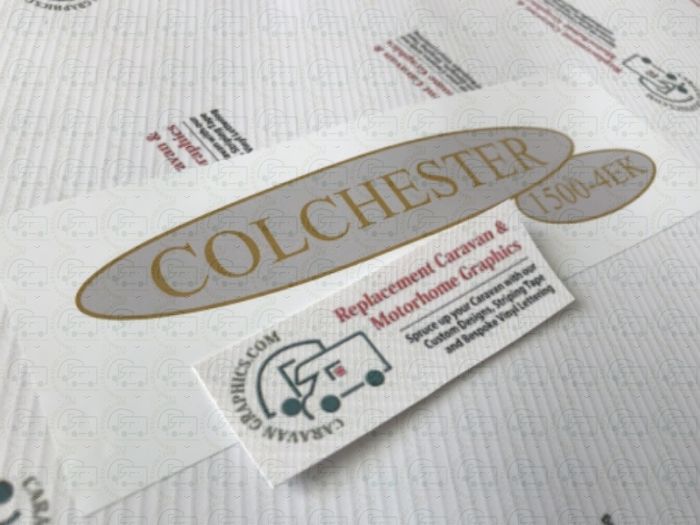 COLCHESTER
1500-4EK
Replacement Caravan &
Motorhome Graphics
Spruce up your Caravan with our
Custom Designs, Striping Tape
and Bespoke Vinyl Lettering
CARAVAN GRAPHICS.COM